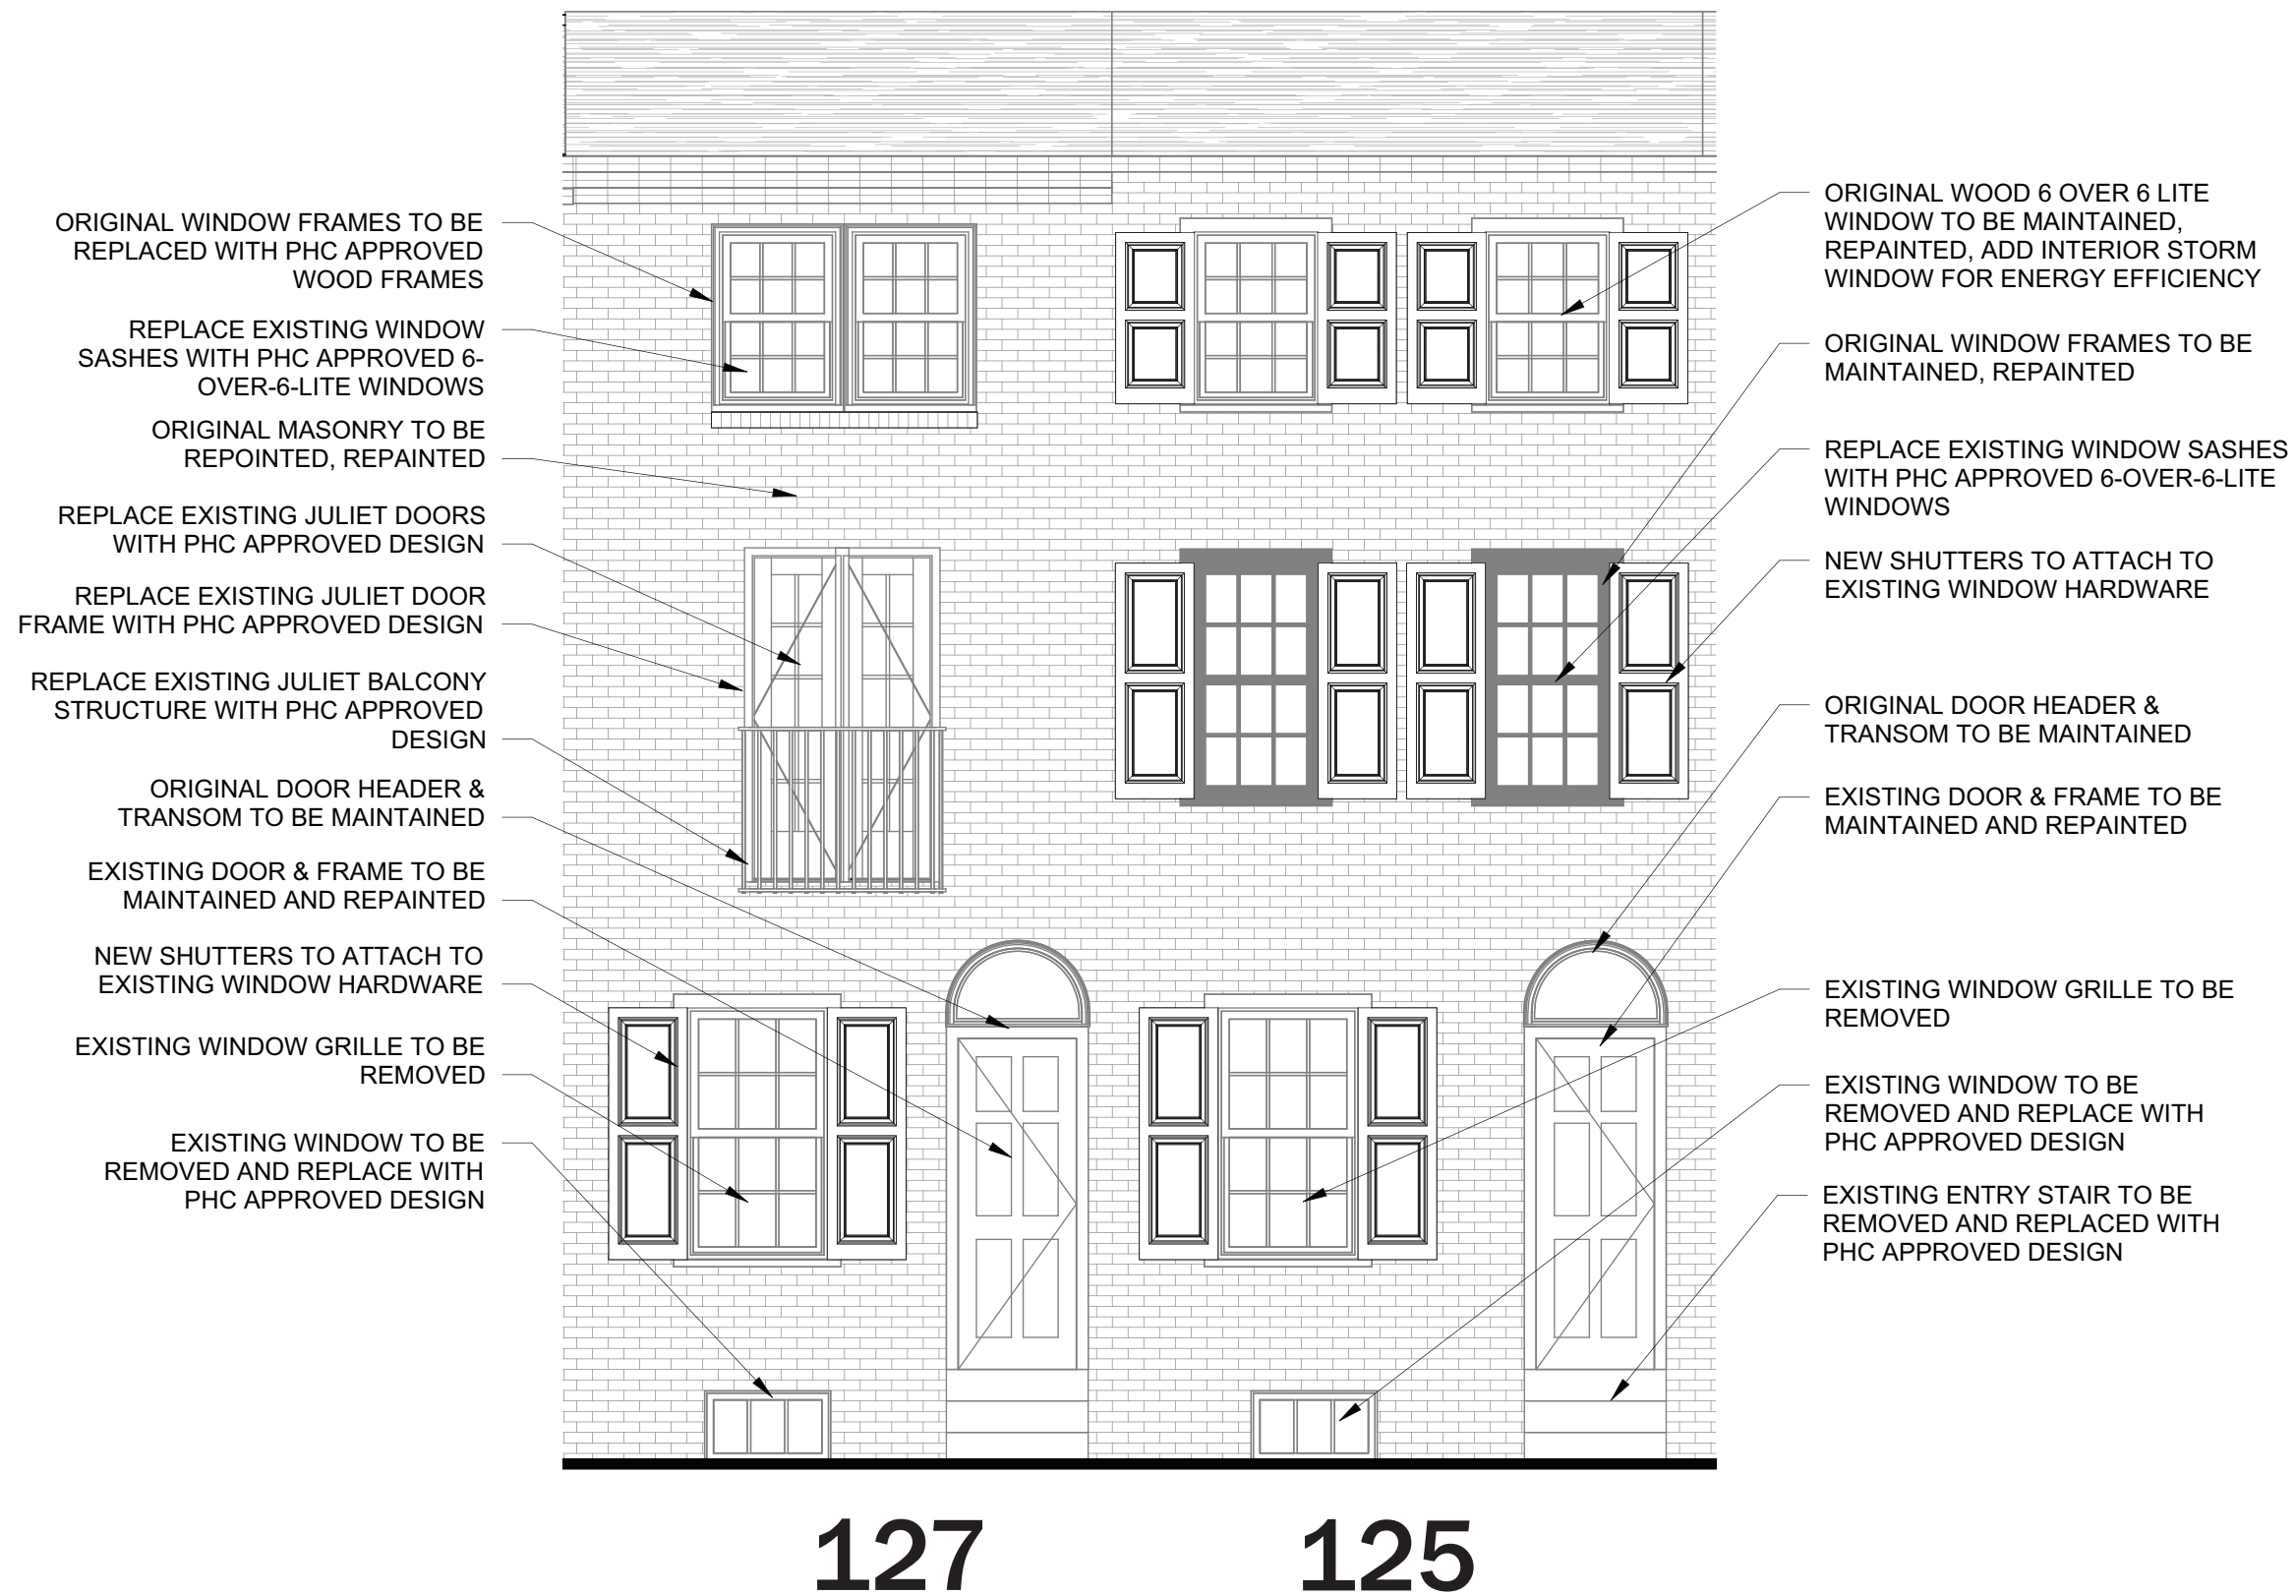 ORIGINAL WINDOW FRAMES TO BE
REPLACED WITH PHC APPROVED
WOOD FRAMES
REPLACE EXISTING WINDOW
SASHES WITH PHC APPROVED 6-
OVER-6-LITE WINDOWS
ORIGINAL MASONRY TO BE
REPOINTED, REPAINTED
REPLACE EXISTING JULIET DOORS
WITH PHC APPROVED DESIGN
REPLACE EXISTING JULIET DOOR
FRAME WITH PHC APPROVED DESIGN
REPLACE EXISTING JULIET BALCONY
STRUCTURE WITH PHC APPROVED
DESIGN
ORIGINAL DOOR HEADER &
TRANSOM TO BE MAINTAINED
EXISTING DOOR & FRAME TO BE
MAINTAINED AND REPAINTED
NEW SHUTTERS TO ATTACH TO
EXISTING WINDOW HARDWARE
EXISTING WINDOW GRILLE TO BE
REMOVED
EXISTING WINDOW TO BE
REMOVED AND REPLACE WITH
PHC APPROVED DESIGN
ORIGINAL WOOD 6 OVER 6 LITE
WINDOW TO BE MAINTAINED,
REPAINTED, ADD INTERIOR STORM
WINDOW FOR ENERGY EFFICIENCY
ORIGINAL WINDOW FRAMES TO BE
MAINTAINED, REPAINTED
REPLACE EXISTING WINDOW SASHES
WITH PHC APPROVED 6-OVER-6-LITE
WINDOWS
NEW SHUTTERS TO ATTACH TO
EXISTING WINDOW HARDWARE
ORIGINAL DOOR HEADER &
TRANSOM TO BE MAINTAINED
EXISTING DOOR & FRAME TO BE
MAINTAINED AND REPAINTED
EXISTING WINDOW GRILLE TO BE
REMOVED
EXISTING WINDOW TO BE
REMOVED AND REPLACE WITH
PHC APPROVED DESIGN
EXISTING ENTRY STAIR TO BE
REMOVED AND REPLACED WITH
PHC APPROVED DESIGN
127
125